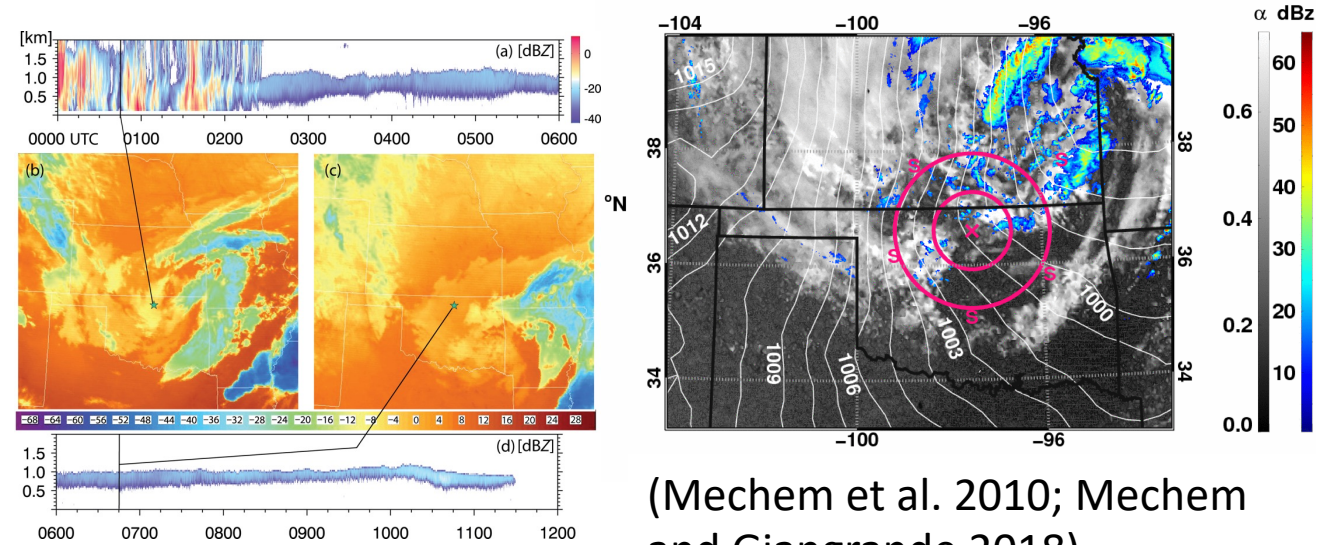 [km]
(a) [dBZ]
1.5
1.0
0.5
0
-20
-40
0000 UTC 0100 0200 0300 0400 0500 0600
(b)
(c)
−68 −64 −60 −56 −52 −48 −44 −40 −36 −32 −28 −24 −20 −16 −12 −8 −4 0 4 8 12 16 20 24 28
(d) [dBZ]
1.5
1.0
0.5
0600 0700 0800 0900 1000 1100 1200
°N
−104 −100 −96
α dBz
1015
38
38
S
S
1012
×
36
36
S
S
S
1000
1003
1009
1006
34
34
−100 −96
0.6
0.4
0.2
0.0
60
50
40
30
20
10
(Mechem et al. 2010; Mechem
and Giangrande 2018)